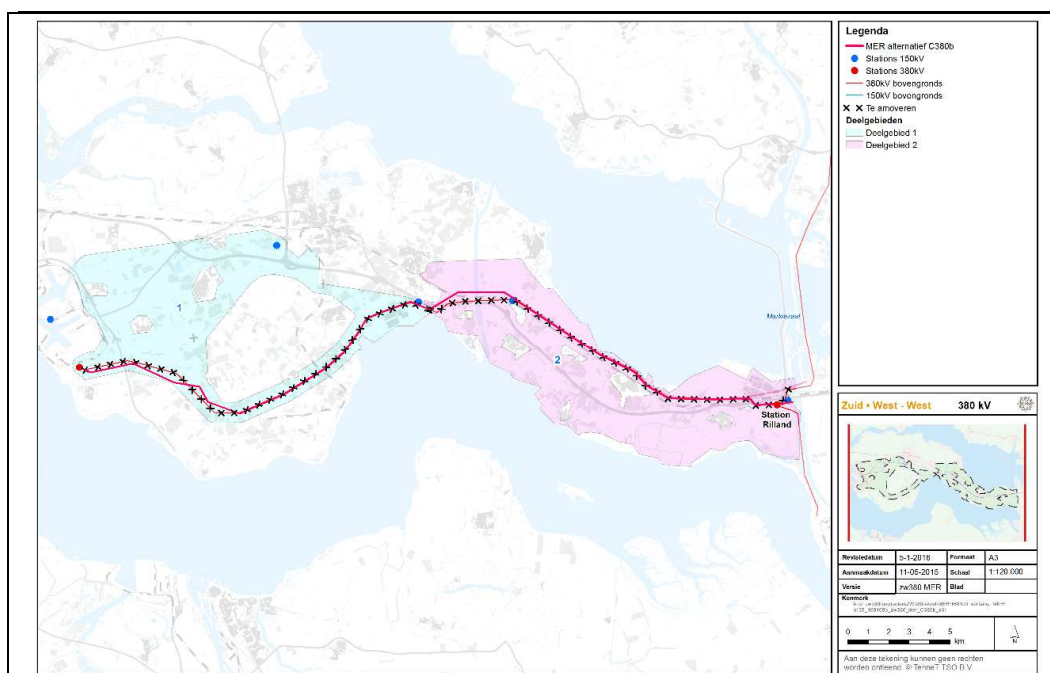 Legenda
MER alternatief C380b
Stations 150kV
Stations 380kV
380kV bovengronds
150kV bovengronds
Te amoveren
Deelgebieden
Deelgebied 1
Deelgebied 2
1
2
Markiezaat
Station
Rilland
Zuid • West - West 380 kV
Revisiedatum 5-1-2016 Formaat A3
Aanmaakdatum 11-05-2015 Schaal 1:120.000
Versie zw380 MER Blad
Kenmerk
0 1 2 3 4 5
km
N
Aan deze tekening kunnen geen rechten
worden ontleend. © TenneT TSO B.V.